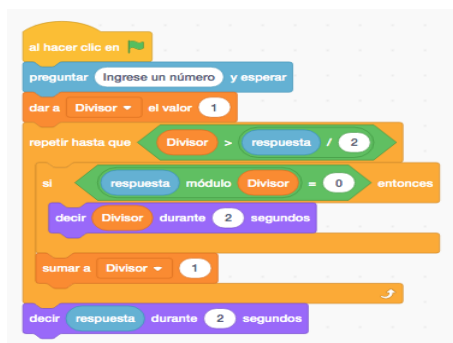 al hacer clic en
preguntar Ingrese un número y esperar
dar a Divisor el valor 1
repetir hasta que Divisor > respuesta / 2
si respuesta módulo Divisor = 0 entonces
decir Divisor durante 2 segundos
sumar a Divisor 1
decir respuesta durante 2 segundos